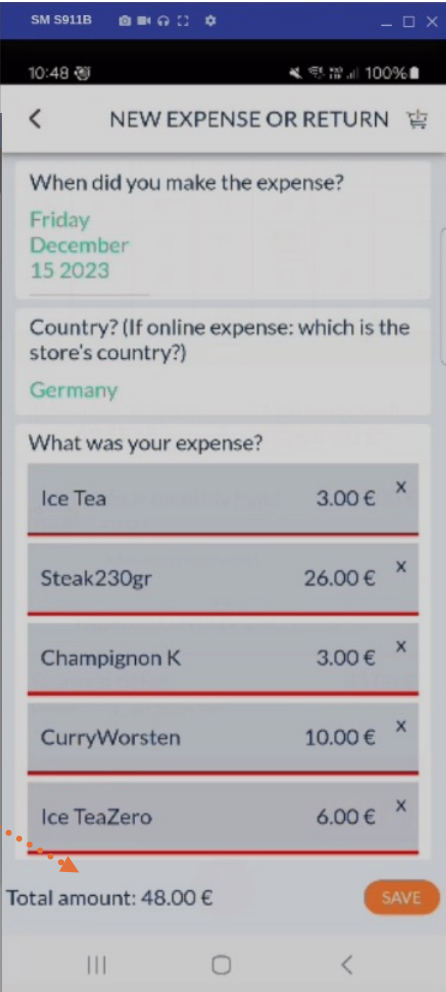 SM S911B
10:48 100%
NEW EXPENSE OR RETURN
When did you make the expense?
Friday
December
15 2023
Country? (If online expense: which is the
store's country?)
Germany
What was your expense?
Ice Tea 3.00 € x
Steak230gr 26.00 € x
Champignon K 3.00 € x
CurryWorsten 10.00 € x
Ice TeaZero 6.00 € x
Total amount: 48.00 € SAVE